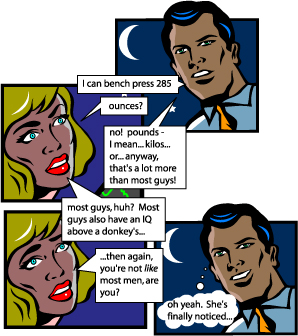 I can bench press 285
ounces?
no! pounds -
I mean... kilos...
or... anyway,
that's a lot more
than most guys!
most guys, huh? Most
guys also have an IQ
above a donkey's...
...then again,
you're not like
most men, are
you?
oh yeah. She's
finally noticed...